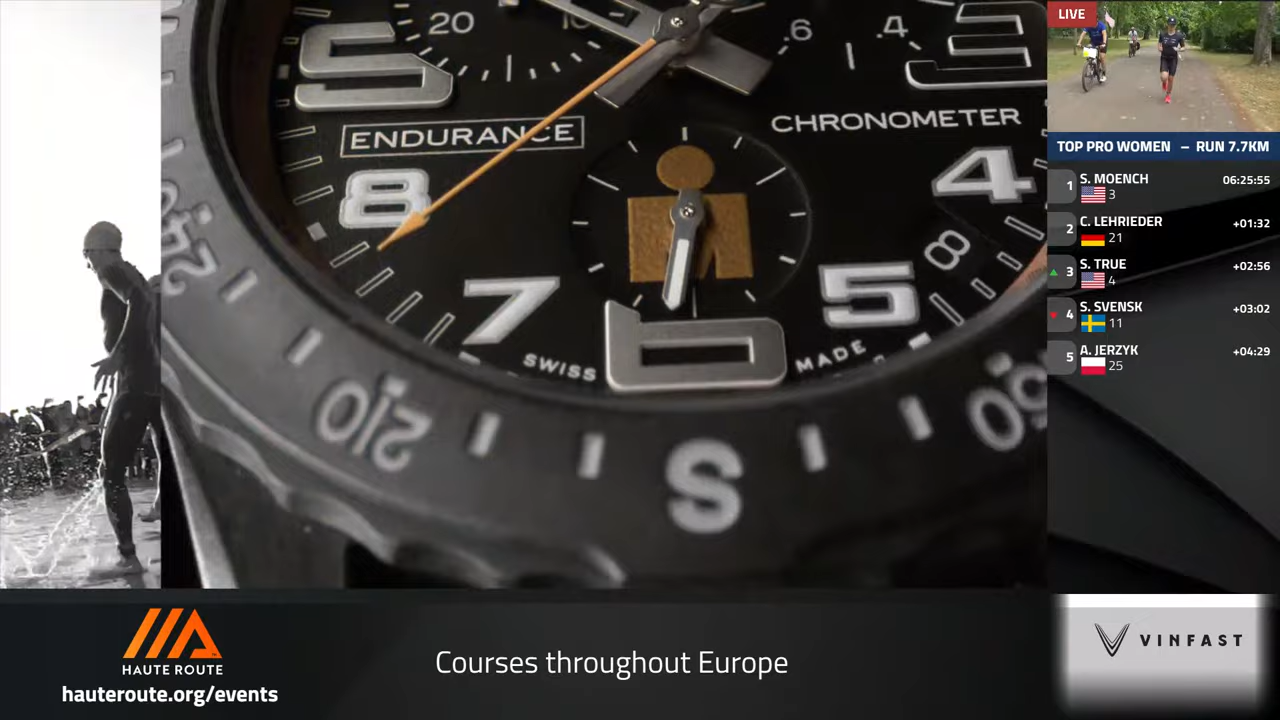 20
10
.6
.4
3
ENDURANCE
CHRONOMETER
8
4
8
7
5
6
SWISS
MADE
240
210
S
LIVE
TOP PRO WOMEN – RUN 7.7KM
1 S. MOENCH 3 06:25:55
2 C. LEHRIEDER 21 +01:32
3 S. TRUE 4 +02:56
4 S. SVENSK 11 +03:02
5 A. JERZYK 25 +04:29
HAUTE ROUTE
hauteroute.org/events
Courses throughout Europe
VINFAST